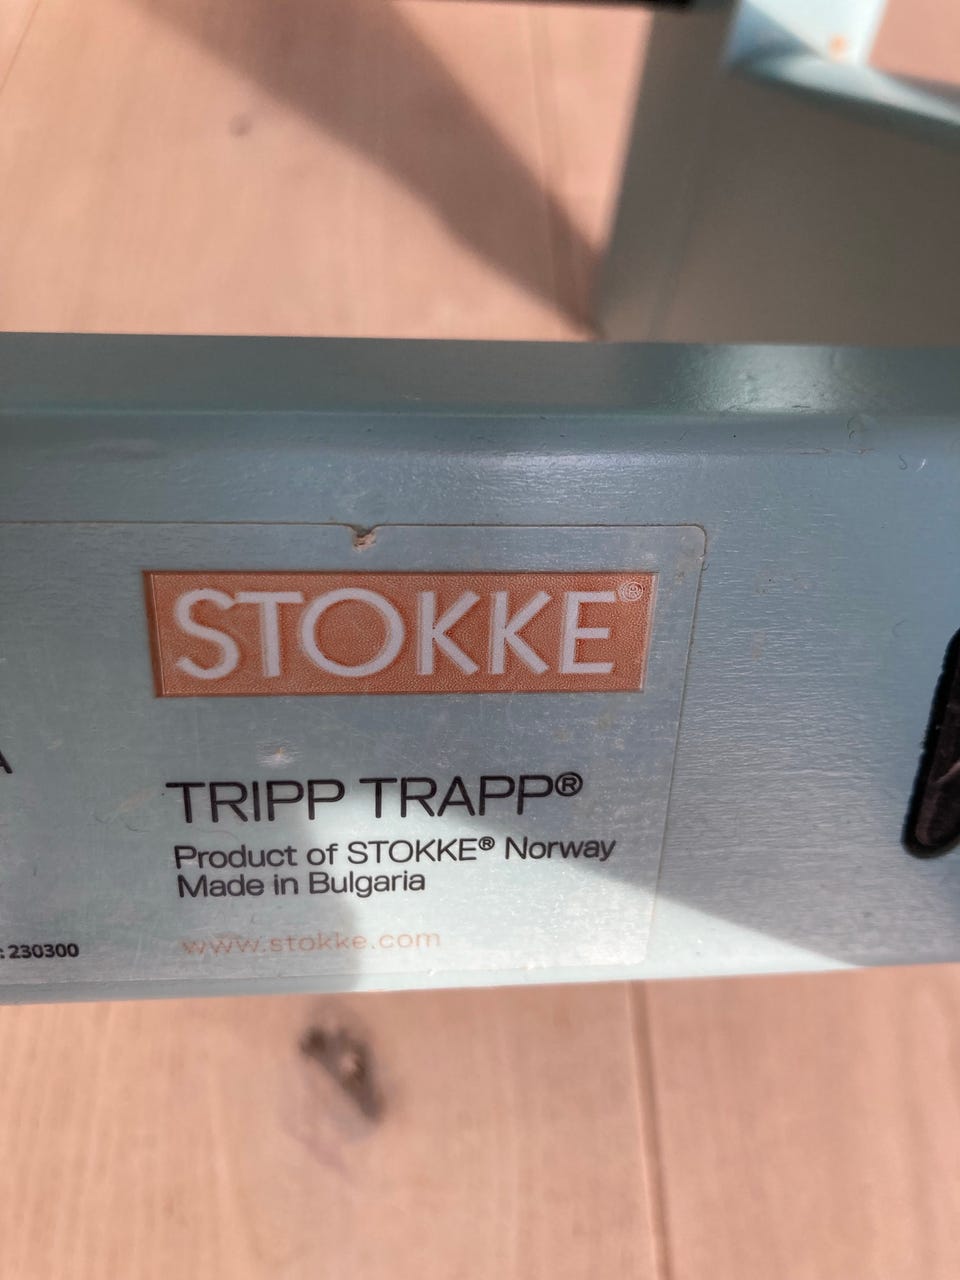 STOKKE®
A
TRIPP TRAPP®
Product of STOKKE® Norway
Made in Bulgaria
: 230300
www.stokke.com